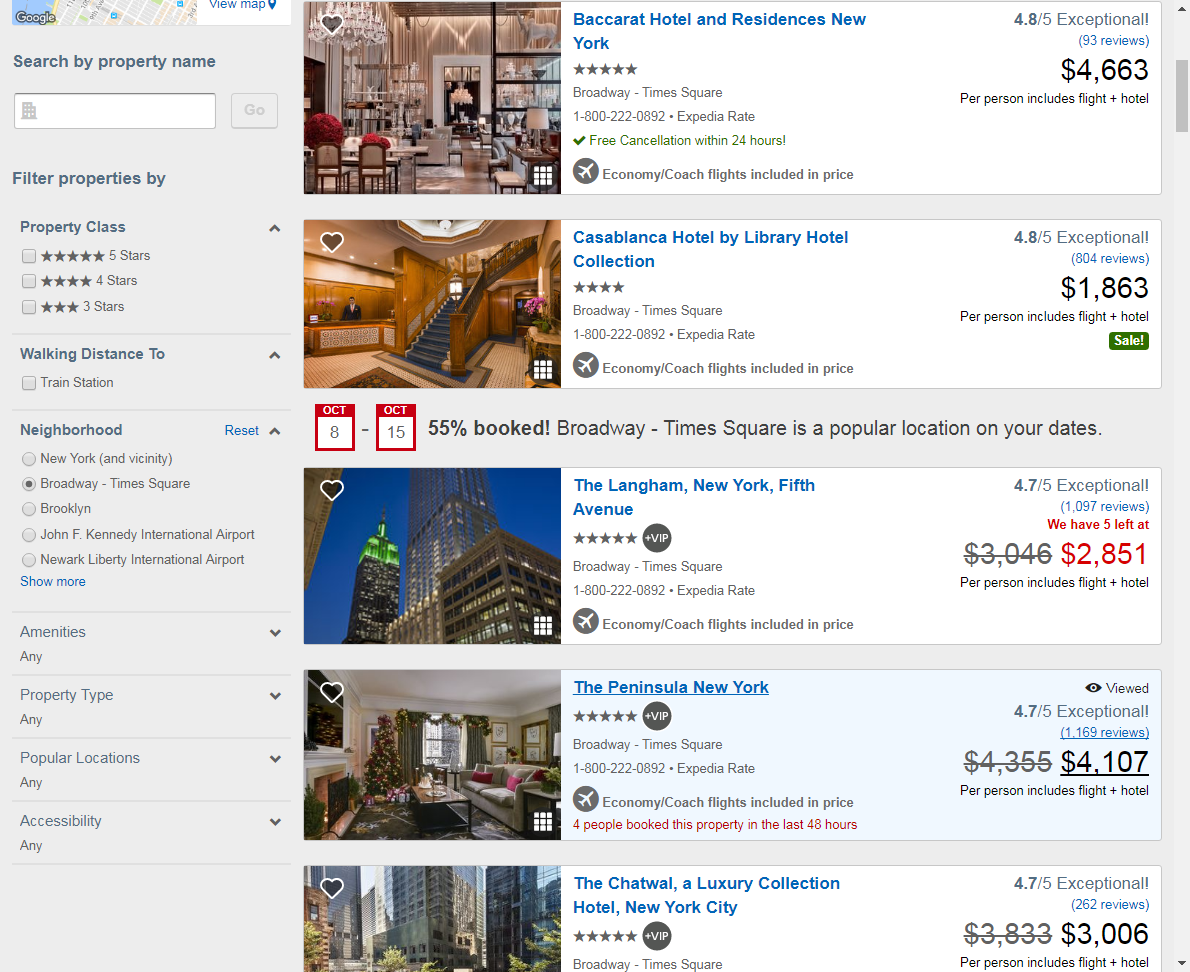 Google
View map
Search by property name
Go
Filter properties by
Property Class
★★★★★ 5 Stars
★★★★ 4 Stars
★★★ 3 Stars
Walking Distance To
Train Station
Neighborhood Reset
New York (and vicinity)
Broadway - Times Square
Brooklyn
John F. Kennedy International Airport
Newark Liberty International Airport
Show more
Amenities
Any
Property Type
Any
Popular Locations
Any
Accessibility
Any
Baccarat Hotel and Residences New
York
★★★★★
Broadway - Times Square
1-800-222-0892 • Expedia Rate
Free Cancellation within 24 hours!
Economy/Coach flights included in price
4.8/5 Exceptional!
(93 reviews)
$4,663
Per person includes flight + hotel
Casablanca Hotel by Library Hotel
Collection
★★★★
Broadway - Times Square
1-800-222-0892 • Expedia Rate
Economy/Coach flights included in price
4.8/5 Exceptional!
(804 reviews)
$1,863
Per person includes flight + hotel
Sale!
OCT 8 - OCT 15
55% booked! Broadway - Times Square is a popular location on your dates.
The Langham, New York, Fifth
Avenue
★★★★★ +VIP
Broadway - Times Square
1-800-222-0892 • Expedia Rate
Economy/Coach flights included in price
4.7/5 Exceptional!
(1,097 reviews)
We have 5 left at
$3,046 $2,851
Per person includes flight + hotel
The Peninsula New York
★★★★★ +VIP
Broadway - Times Square
1-800-222-0892 • Expedia Rate
Economy/Coach flights included in price
4 people booked this property in the last 48 hours
Viewed
4.7/5 Exceptional!
(1,169 reviews)
$4,355 $4,107
Per person includes flight + hotel
The Chatwal, a Luxury Collection
Hotel, New York City
★★★★★ +VIP
Broadway - Times Square
4.7/5 Exceptional!
(262 reviews)
$3,833 $3,006
Per person includes flight + hotel